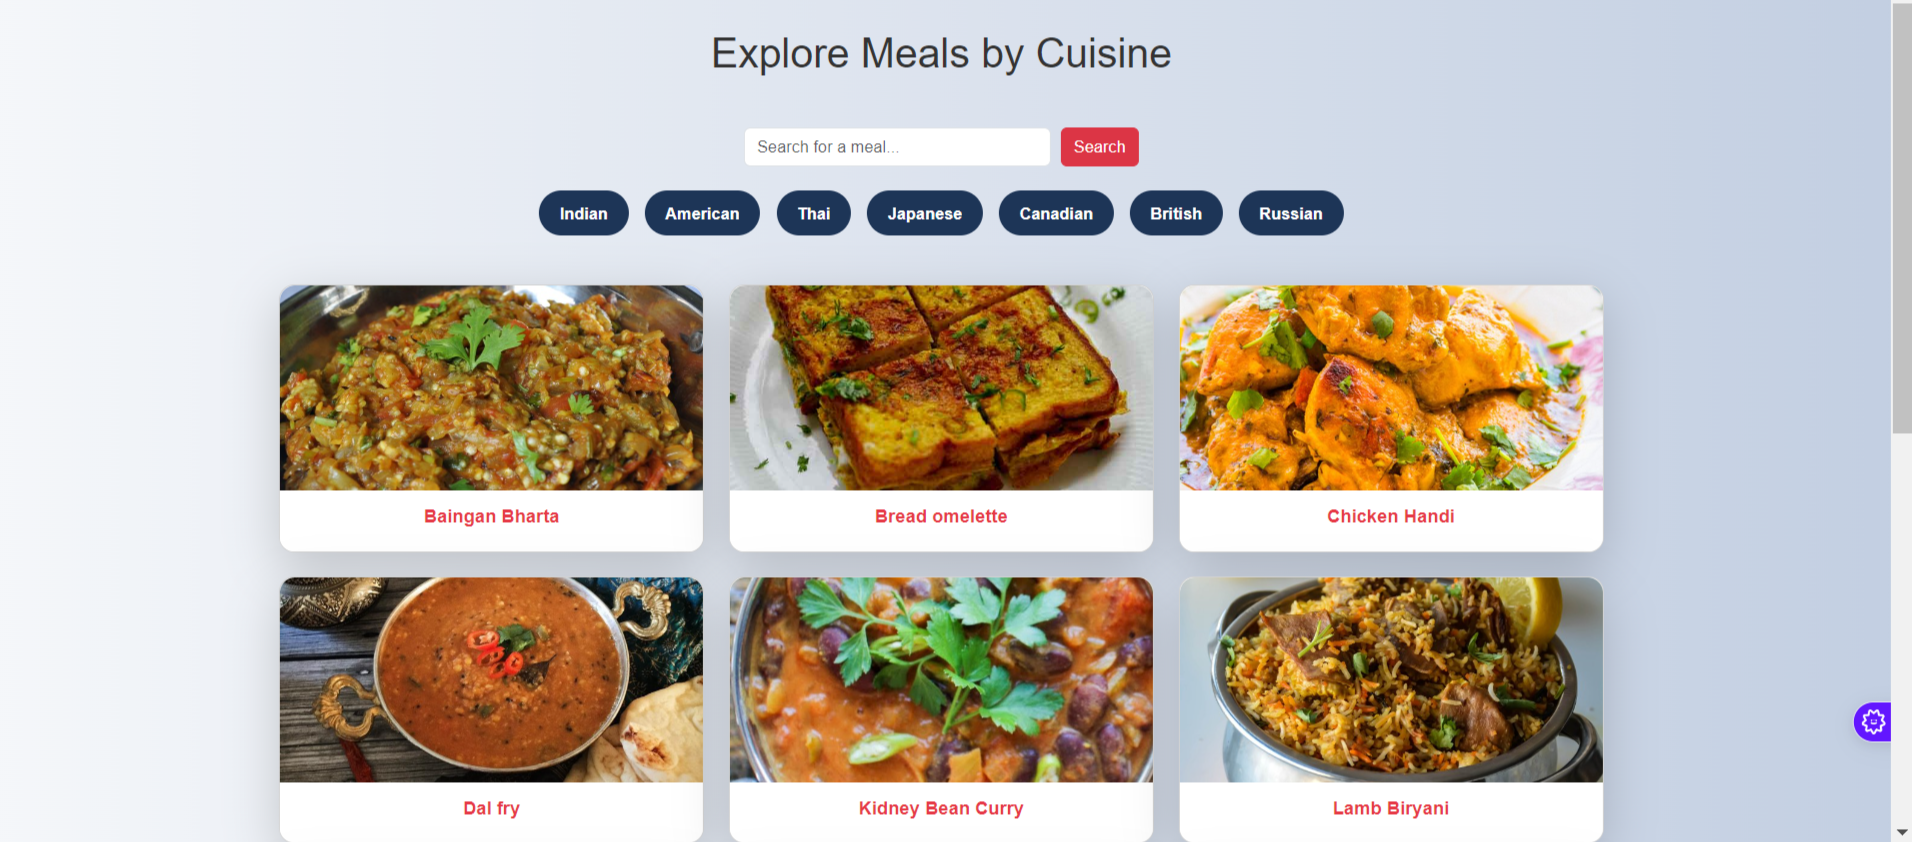 Explore Meals by Cuisine
Search for a meal...
Search
Indian
American
Thai
Japanese
Canadian
British
Russian
Baingan Bharta
Bread omelette
Chicken Handi
Dal fry
Kidney Bean Curry
Lamb Biryani